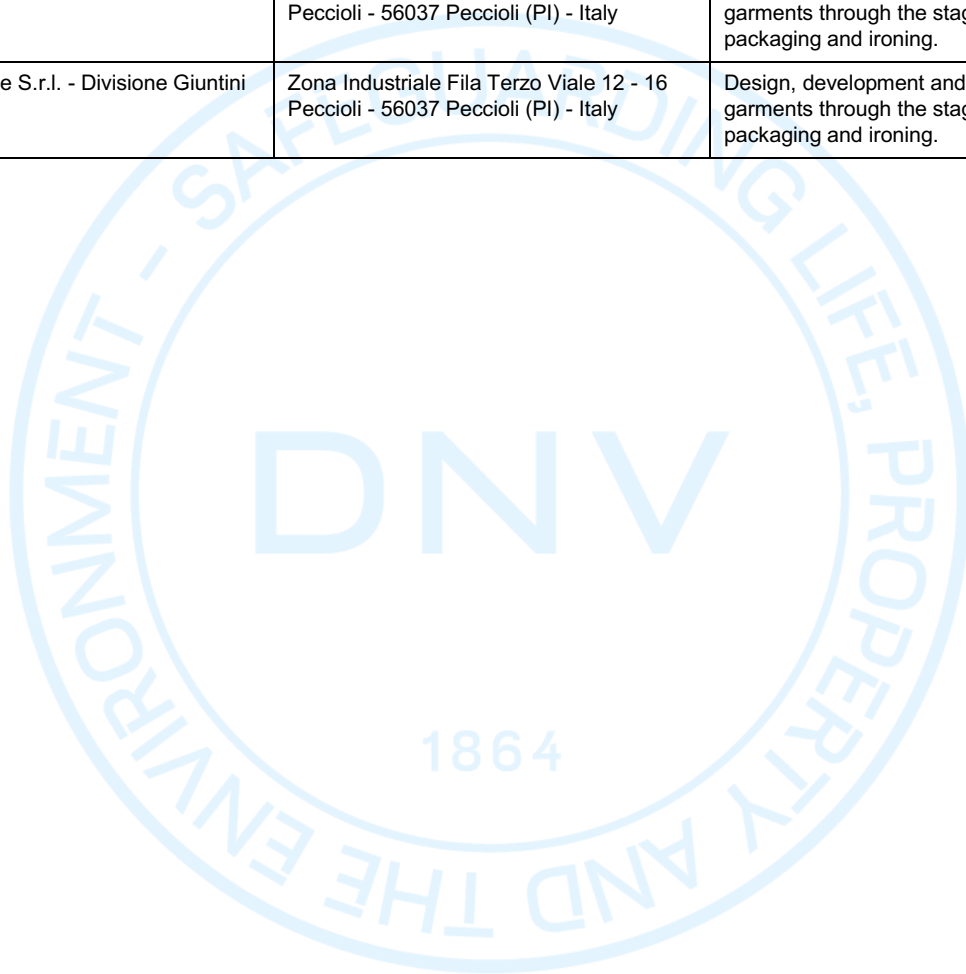 Peccioli - 56037 Peccioli (PI) - Italy
garments through the
packaging and ironing.
e S.r.l. - Divisione Giuntini
Zona Industriale Fila Terzo Viale 12 - 16
Peccioli - 56037 Peccioli (PI) - Italy
Design, development and
garments through the
packaging and ironing.
SAFEGUARDING LIFE, PROPERTY AND THE ENVIRONMENT -
DNV
1864